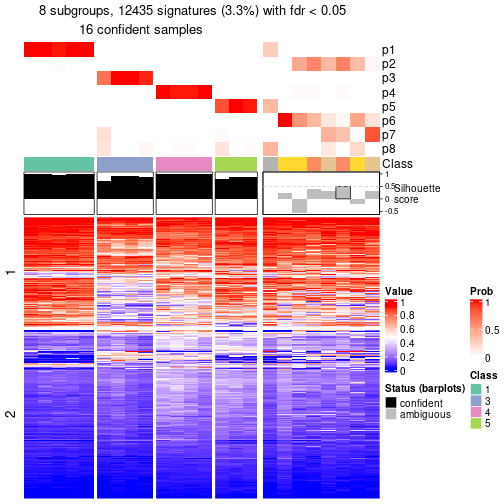 8 subgroups, 12435 signatures (3.3%) with fdr < 0.05
16 confident samples
p1
p2
p3
p4
p5
p6
p7
p8
Class
1
0.5
0
-0.5
Silhouette
score
1
2
Value
1
0.8
0.6
0.4
0.2
0
Prob
1
0.5
0
Status (barplots)
confident
ambiguous
Class
1
3
4
5